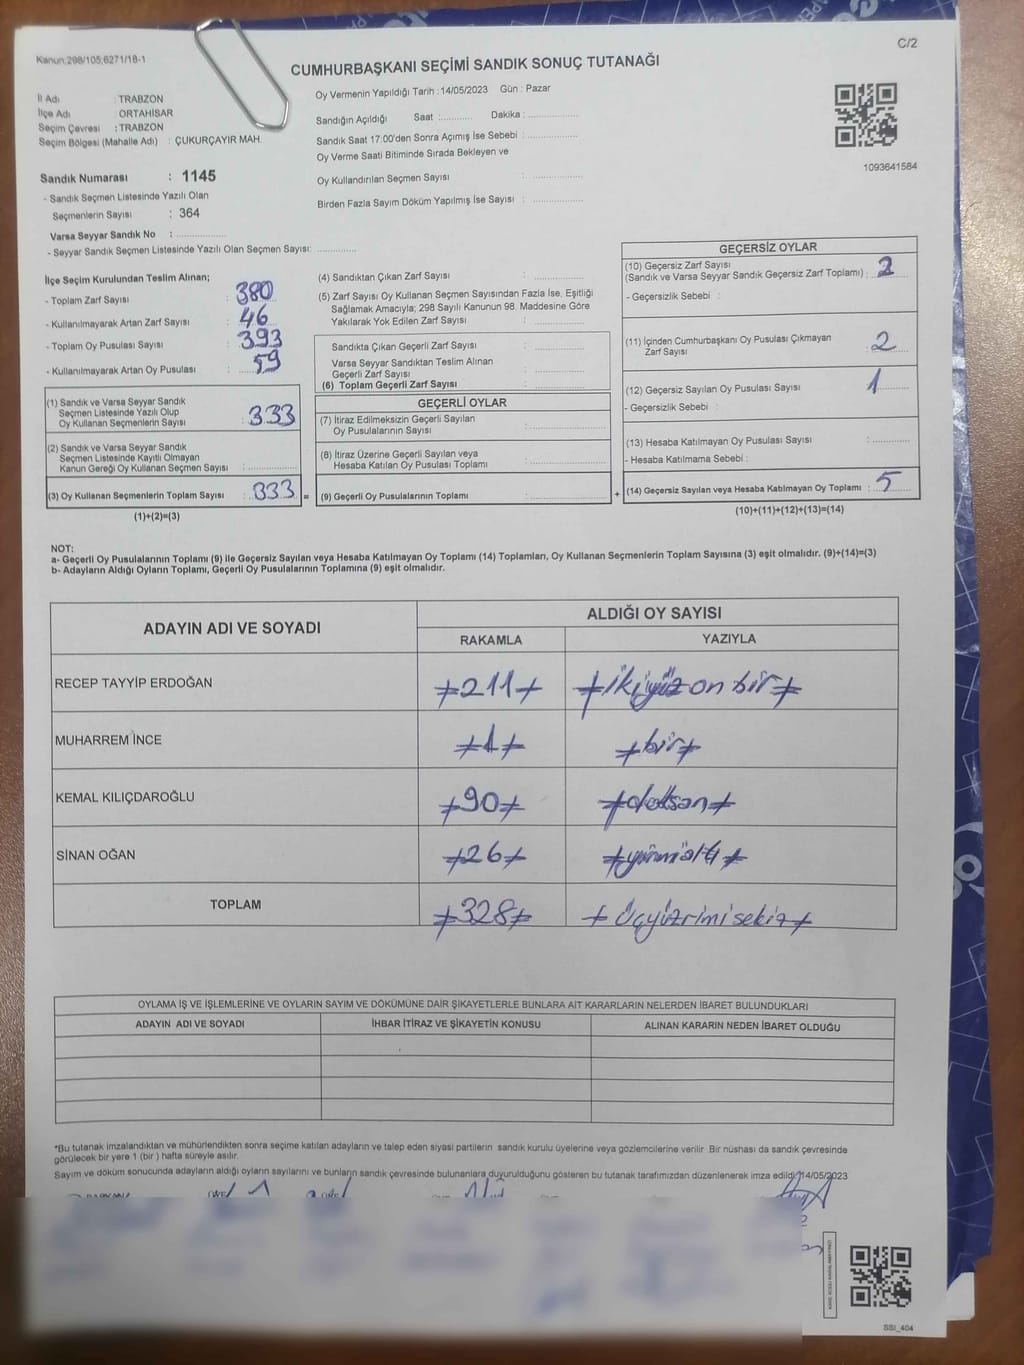 Kanun:298/105,6271/18-1
C/2
CUMHURBAŞKANI SEÇİMİ SANDIK SONUÇ TUTANAĞI
İl Adı : TRABZON
İlçe Adı : ORTAHİSAR
Seçim Çevresi : TRABZON
Seçim Bölgesi (Mahalle Adı) : ÇUKURÇAYIR MAH.
Sandık Numarası : 1145
- Sandık Seçmen Listesinde Yazılı Olan
Seçmenlerin Sayısı : 364
Varsa Seyyar Sandık No : ..............
- Seyyar Sandık Seçmen Listesinde Yazılı Olan Seçmen Sayısı: ............
Oy Vermenin Yapıldığı Tarih : 14/05/2023 Gün : Pazar
Sandığın Açıldığı Saat :........... Dakika : ..................
Sandık Saat 17:00'den Sonra Açımış İse Sebebi : ..................
Oy Verme Saati Bitiminde Sırada Bekleyen ve
Oy Kullandırılan Seçmen Sayısı : ..................
Birden Fazla Sayım Döküm Yapılmış İse Sayısı : ..................
1093641584
İlçe Seçim Kurulundan Teslim Alınan;
- Toplam Zarf Sayısı : 380
- Kullanılmayarak Artan Zarf Sayısı : 46
- Toplam Oy Pusulası Sayısı : 393
- Kullanılmayarak Artan Oy Pusulası : 59
(1) Sandık ve Varsa Seyyar Sandık
Seçmen Listesinde Yazılı Olup
Oy Kullanan Seçmenlerin Sayısı : 333
(2) Sandık ve Varsa Seyyar Sandık
Seçmen Listesinde Kayıtlı Olmayan
Kanun Gereği Oy Kullanan Seçmen Sayısı : ..................
(3) Oy Kullanan Seçmenlerin Toplam Sayısı : 333 =
(1)+(2)=(3)
(4) Sandıktan Çıkan Zarf Sayısı : ..................
(5) Zarf Sayısı Oy Kullanan Seçmen Sayısından Fazla İse, Eşitliği
Sağlamak Amacıyla; 298 Sayılı Kanunun 98. Maddesine Göre
Yakılarak Yok Edilen Zarf Sayısı : ..................
Sandıkta Çıkan Geçerli Zarf Sayısı : ..................
Varsa Seyyar Sandıktan Teslim Alınan
Geçerli Zarf Sayısı : ..................
(6) Toplam Geçerli Zarf Sayısı : ..................
GEÇERLİ OYLAR
(7) İtiraz Edilmeksizin Geçerli Sayılan
Oy Pusulalarının Sayısı : ..................
(8) İtiraz Üzerine Geçerli Sayılan veya
Hesaba Katılan Oy Pusulası Toplamı : ..................
(9) Geçerli Oy Pusulalarının Toplamı : .................. +
GEÇERSİZ OYLAR
(10) Geçersiz Zarf Sayısı
(Sandık ve Varsa Seyyar Sandık Geçersiz Zarf Toplamı) : 2
- Geçersizlik Sebebi :
(11) İçinden Cumhurbaşkanı Oy Pusulası Çıkmayan
Zarf Sayısı : 2
(12) Geçersiz Sayılan Oy Pusulası Sayısı : 1
- Geçersizlik Sebebi :
(13) Hesaba Katılmayan Oy Pusulası Sayısı : ..............
- Hesaba Katılmama Sebebi :
(14) Geçersiz Sayılan veya Hesaba Katılmayan Oy Toplamı : 5
(10)+(11)+(12)+(13)=(14)
NOT:
a- Geçerli Oy Pusulalarının Toplamı (9) ile Geçersiz Sayılan veya Hesaba Katılmayan Oy Toplamı (14) Toplamları, Oy Kullanan Seçmenlerin Toplam Sayısına (3) eşit olmalıdır. (9)+(14)=(3)
b- Adayların Aldığı Oyların Toplamı, Geçerli Oy Pusulalarının Toplamına (9) eşit olmalıdır.
ADAYIN ADI VE SOYADI ALDIĞI OY SAYISI
RAKAMLA YAZIYLA
RECEP TAYYİP ERDOĞAN 211 ikiyüz on bir
MUHARREM İNCE 1 bir
KEMAL KILIÇDAROĞLU 90 doksan
SİNAN OĞAN 26 yirmialtı
TOPLAM 328 üçyüzrimisekiz
OYLAMA İŞ VE İŞLEMLERİNE VE OYLARIN SAYIM VE DÖKÜMÜNE DAİR ŞİKAYETLERLE BUNLARA AİT KARARLARIN NELERDEN İBARET BULUNDUKLARI
ADAYIN ADI VE SOYADI İHBAR İTİRAZ VE ŞİKAYETİN KONUSU ALINAN KARARIN NEDEN İBARET OLDUĞU
*Bu tutanak imzalandıktan ve mühürlendikten sonra seçime katılan adayların ve talep eden siyasi partilerin sandık kurulu üyelerine veya gözlemcilerine verilir. Bir nüshası da sandık çevresinde
görülecek bir yere 1 (bir ) hafta süreyle asılır.
Sayım ve döküm sonucunda adayların aldığı oyların sayılarını ve bunların sandık çevresinde bulunanlara duyurulduğunu gösteren bu tutanak tarafımızdan düzenlenerek imza edildi. 14/05/2023
SSI_404